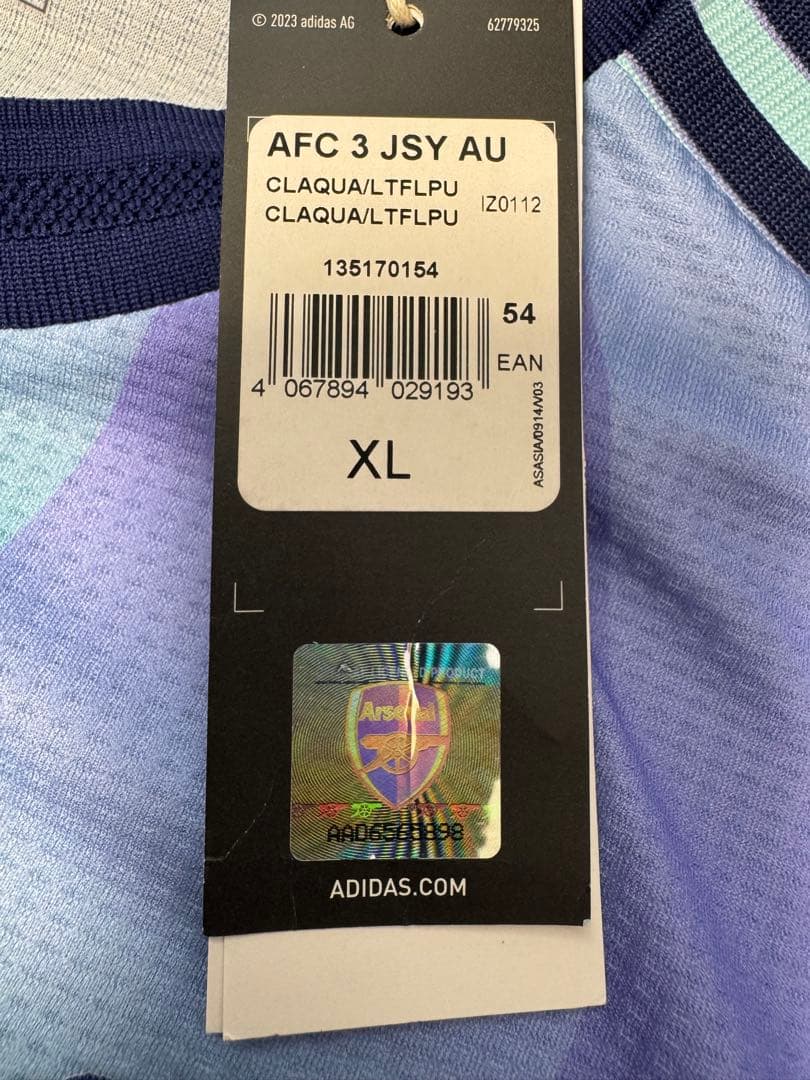 © 2023 adidas AG
62779325
AFC 3 JSY AU
CLAQUA/LTFLPU
CLAQUA/LTFLPU
IZ0112
135170154
54
EAN
4 067894 029193
XL
ASASIA/0914/V03
PRODUCT
Arsenal
ADIDAS.COM